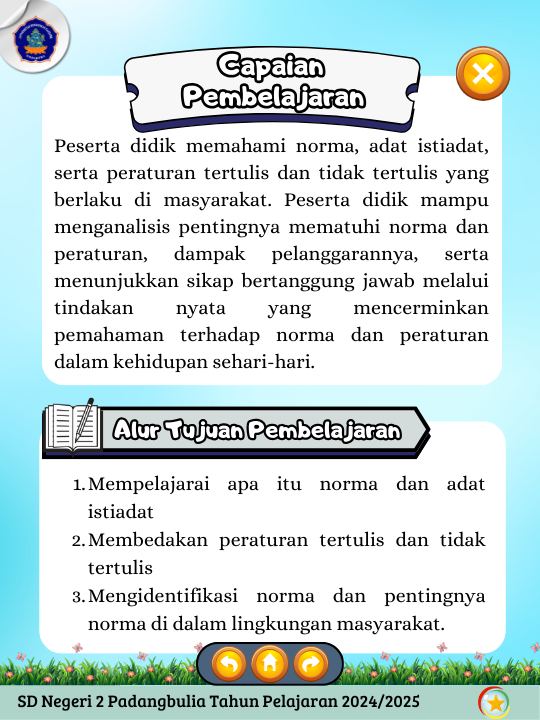 Capaian
Pembelajaran
Peserta didik memahami norma, adat istiadat,
serta peraturan tertulis dan tidak tertulis yang
berlaku di masyarakat. Peserta didik mampu
menganalisis pentingnya mematuhi norma dan
peraturan, dampak pelanggarannya, serta
menunjukkan sikap bertanggung jawab melalui
tindakan nyata yang mencerminkan
pemahaman terhadap norma dan peraturan
dalam kehidupan sehari-hari.
Alur Tujuan Pembelajaran
1. Mempelajarai apa itu norma dan adat
istiadat
2. Membedakan peraturan tertulis dan tidak
tertulis
3. Mengidentifikasi norma dan pentingnya
norma di dalam lingkungan masyarakat.
SD Negeri 2 Padangbulia Tahun Pelajaran 2024/2025